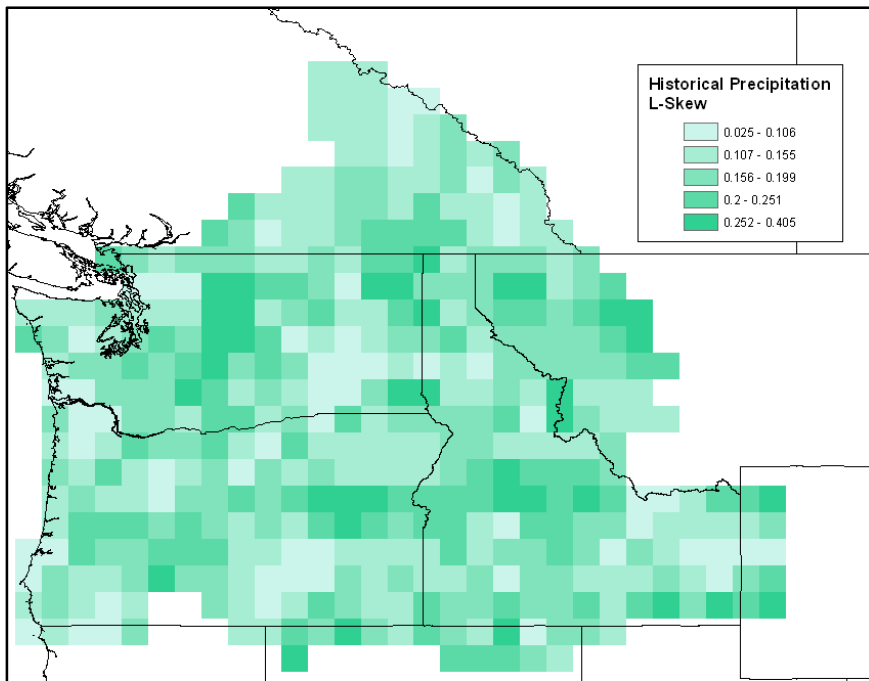 Historical Precipitation
L-Skew
0.025 - 0.106
0.107 - 0.155
0.156 - 0.199
0.2 - 0.251
0.252 - 0.405